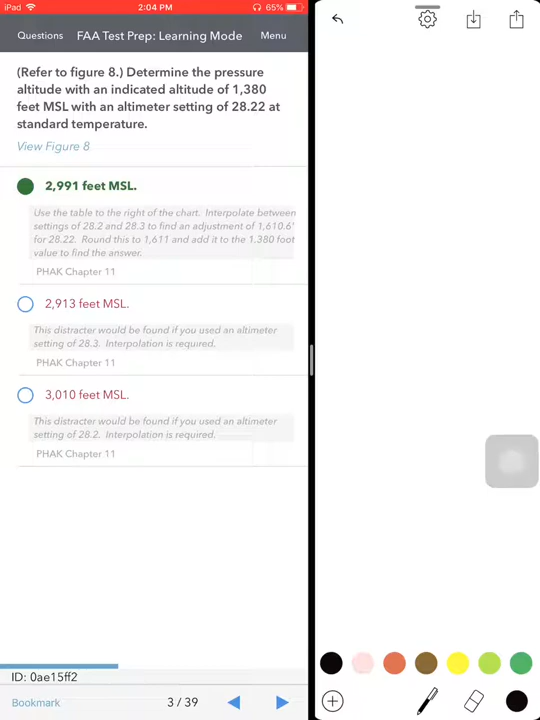 iPad 2:04 PM 65%
Questions FAA Test Prep: Learning Mode Menu
(Refer to figure 8.) Determine the pressure
altitude with an indicated altitude of 1,380
feet MSL with an altimeter setting of 28.22 at
standard temperature.
View Figure 8
2,991 feet MSL.
Use the table to the right of the chart. Interpolate between
settings of 28.2 and 28.3 to find an adjustment of 1,610.6'
for 28.22. Round this to 1,611 and add it to the 1,380 foot
value to find the answer.
PHAK Chapter 11
2,913 feet MSL.
This distracter would be found if you used an altimeter
setting of 28.3. Interpolation is required.
PHAK Chapter 11
3,010 feet MSL.
This distracter would be found if you used an altimeter
setting of 28.2. Interpolation is required.
PHAK Chapter 11
ID: 0ae15ff2
Bookmark 3 / 39